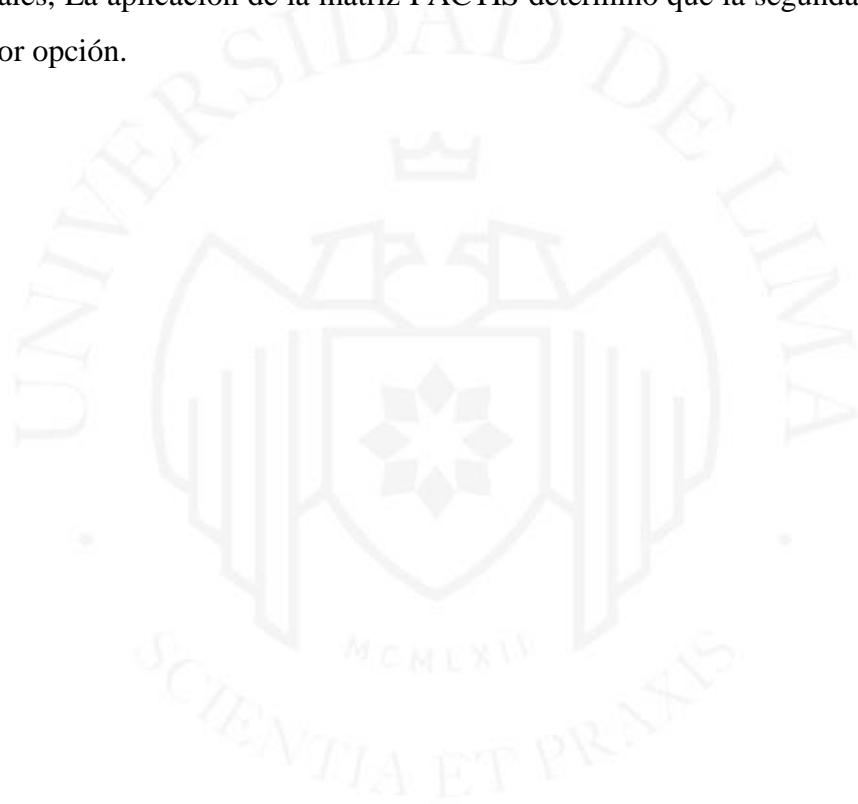 ales, La aplicación de la matriz FACTIS determinó que la segunda
or opción.
UNIVERSIDAD DE LIMA
MCMLXII
SCIENTIA ET PRAXIS